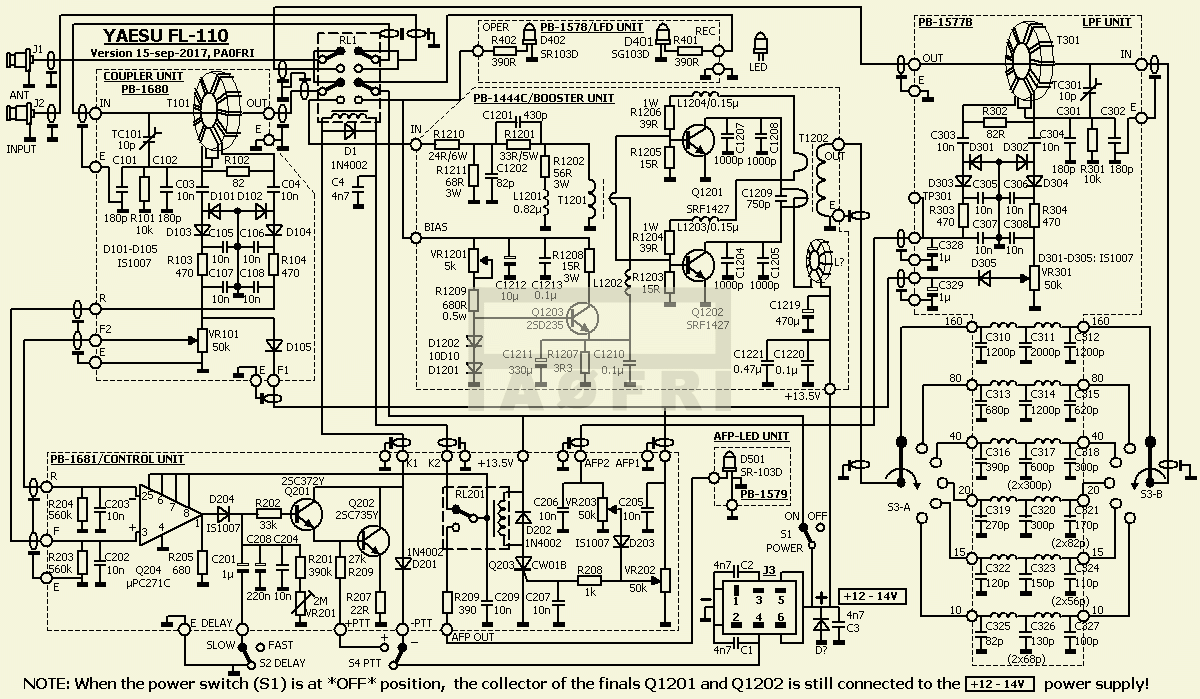 YAESU FL-110
Version 15-sep-2017, PA0FRI
J1
ANT
J2
INPUT
COUPLER UNIT
PB-1680
IN
T101
OUT
E
TC101
10p
E
C101
C102
R102
82
C03
10n
C04
4n7
180p
R101
10k
180p
D101
D102
D103
C105
C106
D104
10n
10n
D101-D105
IS1007
R103
470
C107
C108
R104
470
10n
10n
R
F2
E
VR101
50k
D105
E
F1
RL1
D1
1N4002
C4
4n7
PB-1578/LFD UNIT
OPER
R402
390R
D402
SR103D
D401
SG103D
R401
390R
REC
LED
PB-1444C/BOOSTER UNIT
IN
R1210
24R/6W
C1201
430p
R1201
33R/5W
R1211
68R
3W
C1202
82p
R1202
56R
3W
L1201
0.82µ
T1201
1W
R1206
39R
L1204/0.15µ
R1205
15R
Q1201
SRF1427
C1207
C1208
1000p
1000p
T1202
OUT
E
C1209
750p
L1203/0.15µ
1W
R1204
39R
R1203
15R
L1202
Q1202
SRF1427
C1204
C1205
1000p
1000p
L?
BIAS
VR1201
5k
C1212
10µ
C1213
0.1µ
R1208
15R
3W
R1209
680R
0.5w
Q1203
2SD235
D1202
10D10
D1201
C1211
330µ
R1207
3R3
C1210
0.1µ
C1219
470µ
C1221
0.47µ
C1220
0.1µ
+13.5V
PAØFRI
PB-1577B
LPF UNIT
OUT
E
T301
IN
E
TC301
10p
R302
82R
C303
10n
D301
D302
C304
10n
C301
C302
180p
R301
10k
180p
D303
C305
C306
D304
TP301
10n
10n
R303
470
R304
470
C307
C308
10n
10n
C328
1µ
C329
1µ
D305
D301-D305: IS1007
VR301
50k
160
C310
C311
C312
160
1200p
2000p
1200p
80
C313
C314
C315
80
680p
1200p
620p
40
C316
C317
C318
40
390p
600p
300p
(2x300p)
20
C319
C320
C321
20
270p
300p
170p
(2x82p)
15
C322
C323
C324
15
120p
150p
110p
(2x56p)
10
C325
C326
C327
10
82p
130p
100p
(2x68p)
S3-A
S3-B
PB-1681/CONTROL UNIT
K1
K2
+13.5V
AFP2
AFP1
R
R204
560k
C203
10n
2
5
6
7
8
3
4
1
D204
IS1007
R202
33k
2SC372Y
Q201
Q202
2SC735Y
F
R203
560k
C202
10n
E
Q204
µPC271C
R205
680
C201
1µ
C208
C204
220n
10n
R201
390k
2M
VR201
27k
R209
R207
22R
1N4002
D201
RL201
D202
1N4002
Q203
CW01B
C206
10n
VR203
50k
C205
10n
IS1007
D203
R208
1k
VR202
50k
R209
390
C209
10n
C207
10n
E
DELAY
+PTT
-PTT
AFP OUT
SLOW
FAST
S2 DELAY
+
-
S4 PTT
AFP-LED UNIT
D501
SR-103D
PB-1579
ON
OFF
S1
POWER
4n7
C2
J3
1
3
5
2
4
6
4n7
C1
-
+
+12 - 14V
D?
4n7
C3
NOTE: When the power switch (S1) is at *OFF* position, the collector of the finals Q1201 and Q1202 is still connected to the +12 - 14V power supply!